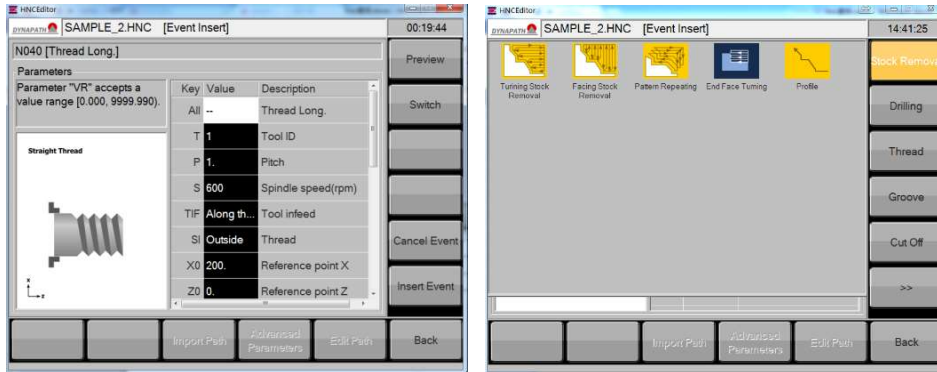 HNCEditor
DYNAPATH SAMPLE_2.HNC [Event Insert] 00:19:44
N040 [Thread Long.]
Parameters
Parameter "VR" accepts a
value range [0.000, 9999.990).
Straight Thread
x
z
Key Value Description
All -- Thread Long.
T 1 Tool ID
P 1. Pitch
S 600 Spindle speed(rpm)
TIF Along th... Tool infeed
SI Outside Thread
X0 200. Reference point X
Z0 0. Reference point Z
Preview
Switch
Cancel Event
Insert Event
Import Path
Advanced
Parameters
Edit Path
Back
HNCEditor
DYNAPATH SAMPLE_2.HNC [Event Insert] 14:41:25
Turning Stock
Removal
Facing Stock
Removal
Pattern Repeating
End Face Turning
Profile
Stock Remova
Drilling
Thread
Groove
Cut Off
>>
Import Path
Advanced
Parameters
Edit Path
Back